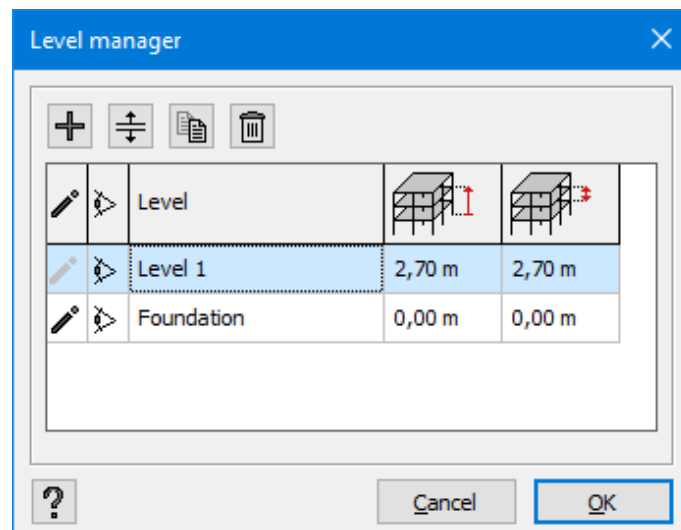 Level manager
Level
Level 1 2,70 m 2,70 m
Foundation 0,00 m 0,00 m
? Cancel OK